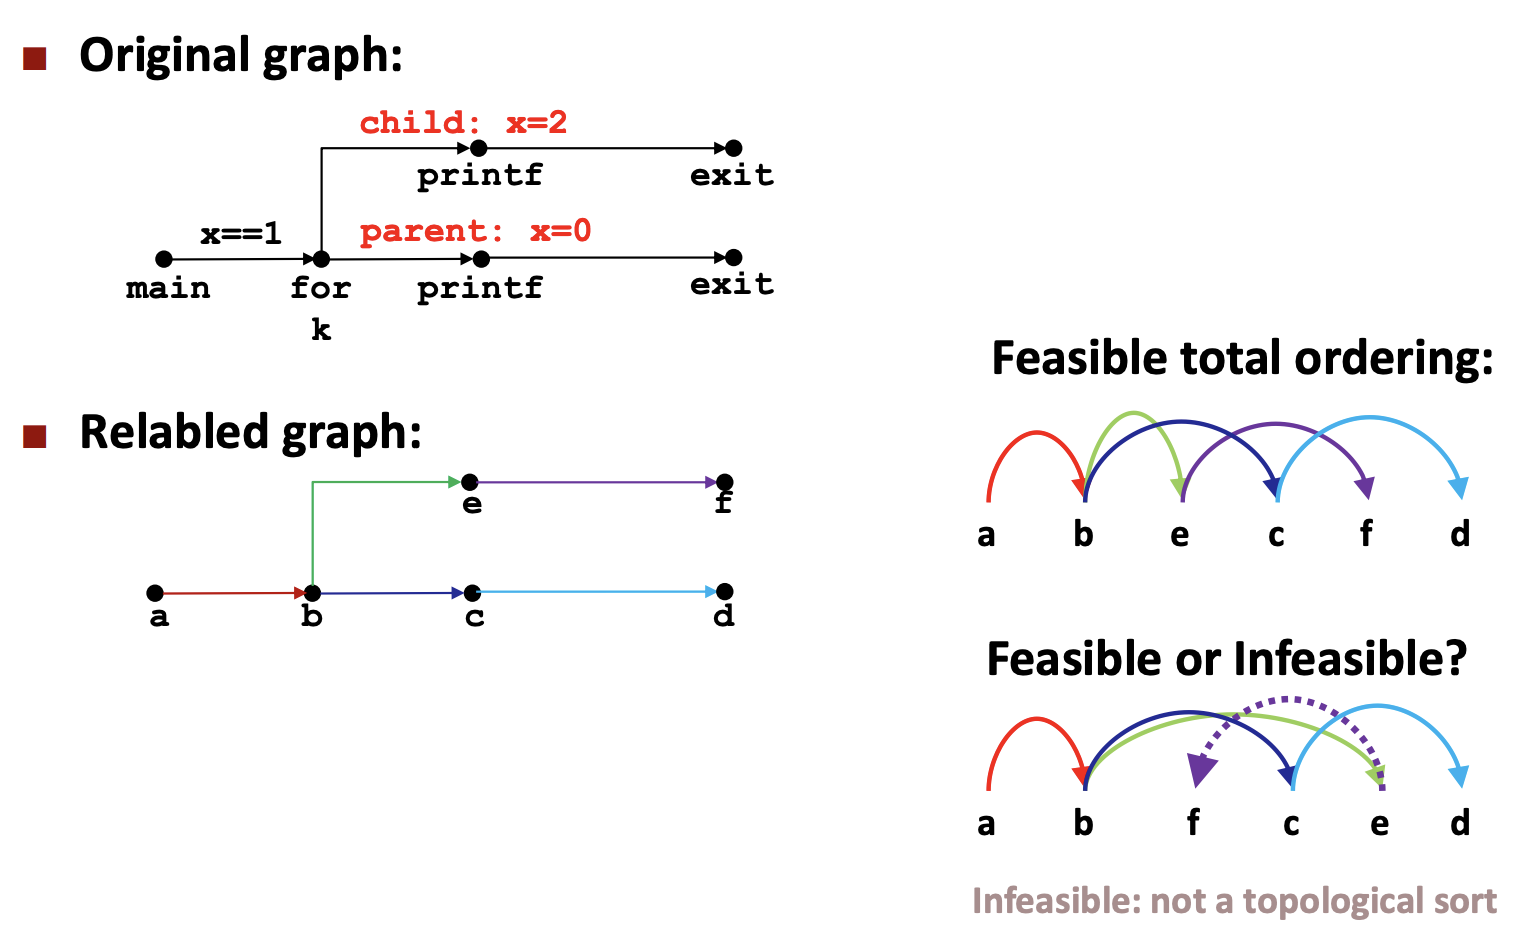 Original graph:
child: x=2
printf exit
x==1 parent: x=0
main for printf exit
k
Relabled graph:
e f
a b c d
Feasible total ordering:
a b e c f d
Feasible or Infeasible?
a b f c e d
Infeasible: not a topological sort